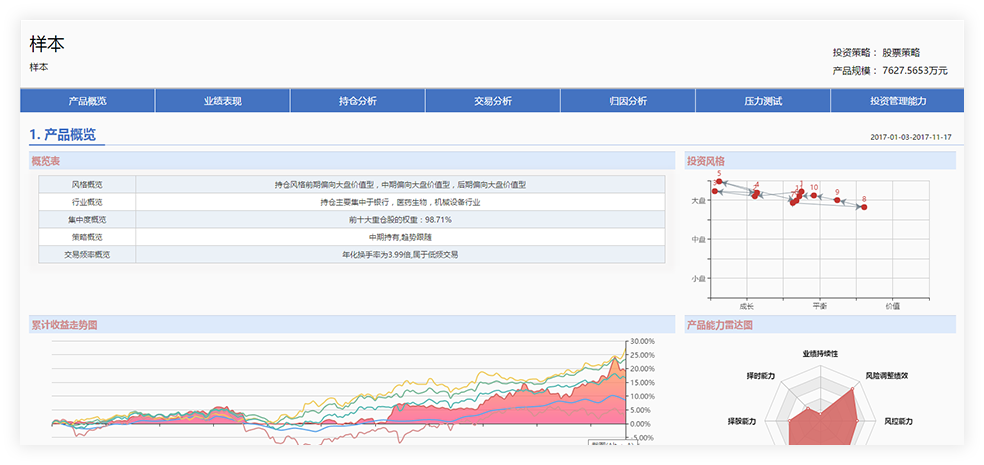 样本
样本
投资策略： 股票策略
产品规模： 7627.5653万元
产品概览 业绩表现 持仓分析 交易分析 归因分析 压力测试 投资管理能力
1. 产品概览
2017-01-03-2017-11-17
概览表
风格概览 持仓风格前期偏向大盘价值型，中期偏向大盘价值型，后期偏向大盘价值型
行业概览 持仓主要集中于银行，医药生物，机械设备行业
集中度概览 前十大重仓股的权重：98.71%
策略概览 中期持有,趋势跟随
交易频率概览 年化换手率为3.99倍,属于低频交易
投资风格
5
4
10
9
8
大盘
中盘
小盘
成长 平衡 价值
累计收益走势图
30.00%
25.00%
20.00%
15.00%
10.00%
5.00%
0.00%
-5.00%
产品能力雷达图
业绩持续性
择时能力 风险调整绩效
择股能力 风控能力